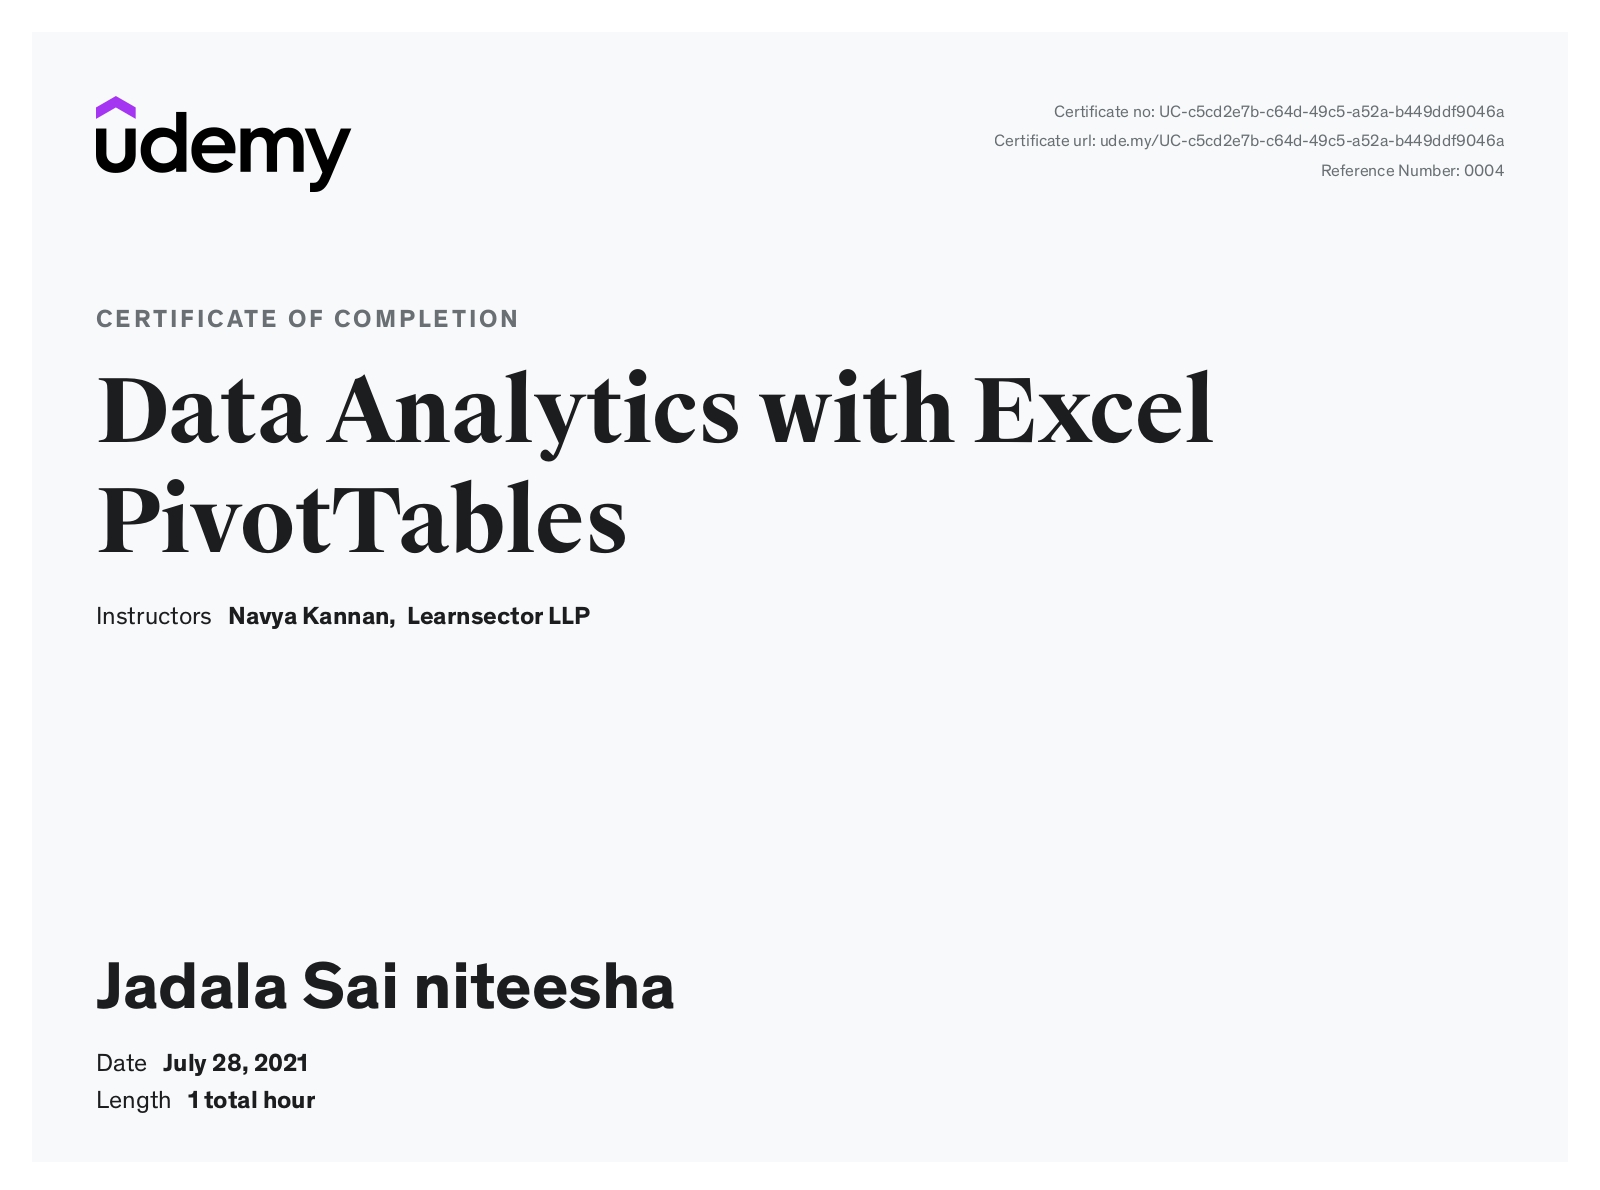 udemy
Certificate no: UC-c5cd2e7b-c64d-49c5-a52a-b449ddf9046a
Certificate url: ude.my/UC-c5cd2e7b-c64d-49c5-a52a-b449ddf9046a
Reference Number: 0004
CERTIFICATE OF COMPLETION
Data Analytics with Excel
PivotTables
Instructors Navya Kannan, Learnsector LLP
Jadala Sai niteesha
Date July 28, 2021
Length 1 total hour